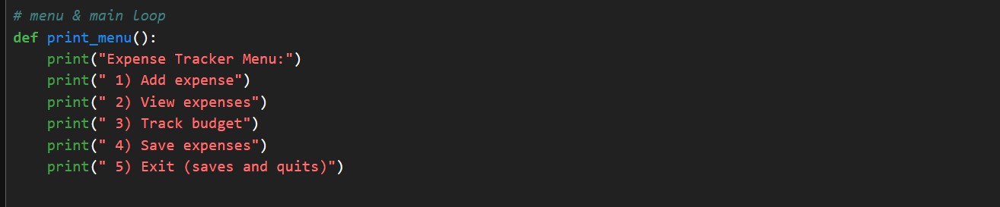 # menu & main loop
def print_menu():
    print("Expense Tracker Menu:")
    print(" 1) Add expense")
    print(" 2) View expenses")
    print(" 3) Track budget")
    print(" 4) Save expenses")
    print(" 5) Exit (saves and quits)")